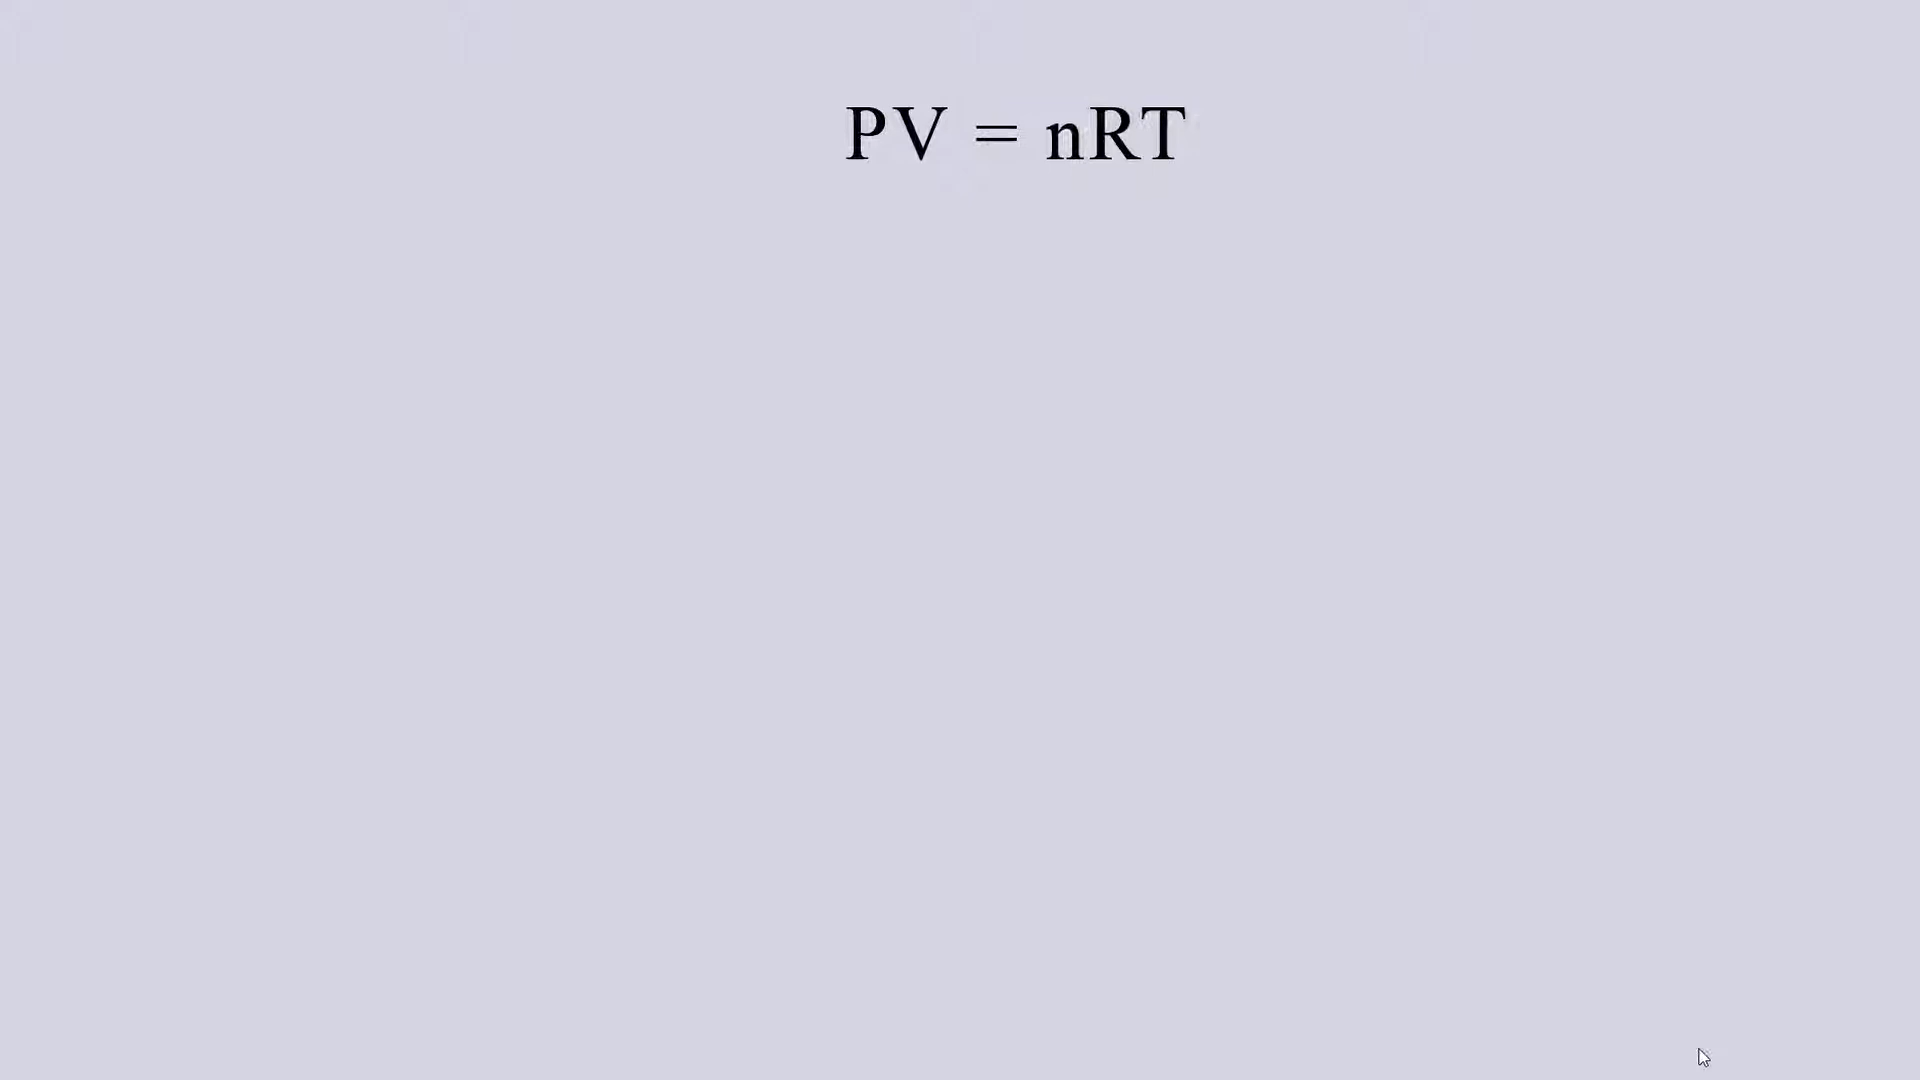 PV = nRT